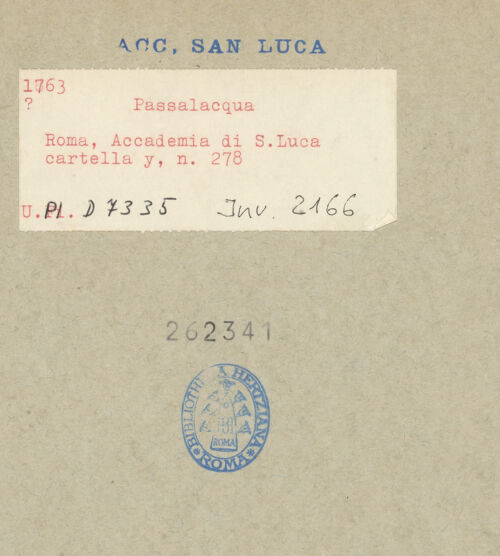 ACC, SAN LUCA
1763
? Passalacqua
Roma, Accademia di S.Luca
cartella y, n. 278
U.Pl. D 7335 Inv. 2166
262341
BIBLIOTHECA HERTZIANA
ROMA
ROMA